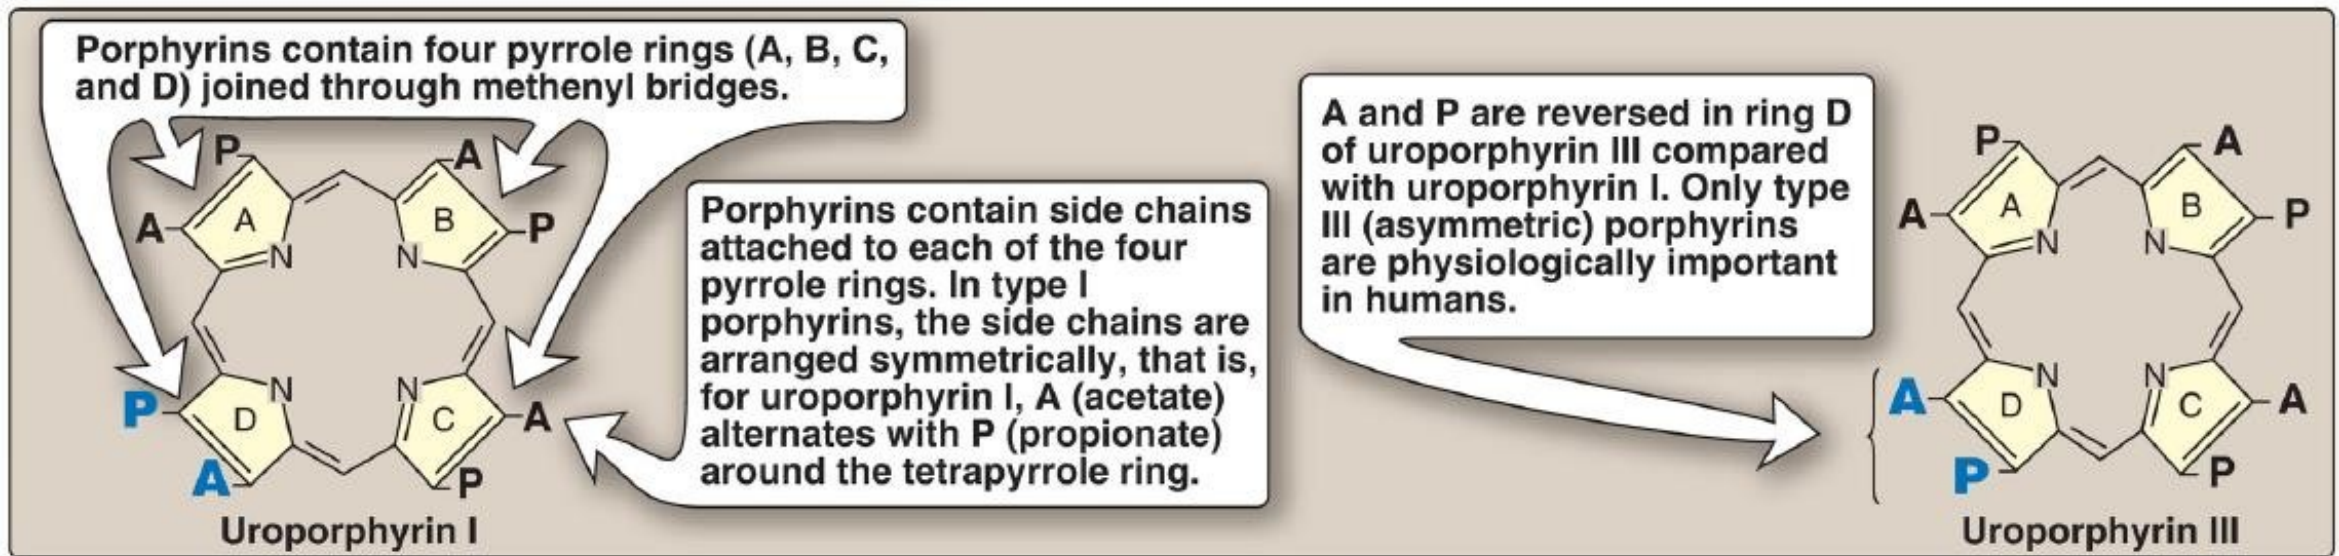 Porphyrins contain four pyrrole rings (A, B, C,
and D) joined through methenyl bridges.
P
A
A
B
A
P
N
N
N
N
P
D
C
A
A
P
Uroporphyrin I
Porphyrins contain side chains
attached to each of the four
pyrrole rings. In type I
porphyrins, the side chains are
arranged symmetrically, that is,
for uroporphyrin I, A (acetate)
alternates with P (propionate)
around the tetrapyrrole ring.
A and P are reversed in ring D
of uroporphyrin III compared
with uroporphyrin I. Only type
III (asymmetric) porphyrins
are physiologically important
in humans.
P
A
A
A
B
P
N
N
N
N
A
D
C
A
P
P
Uroporphyrin III